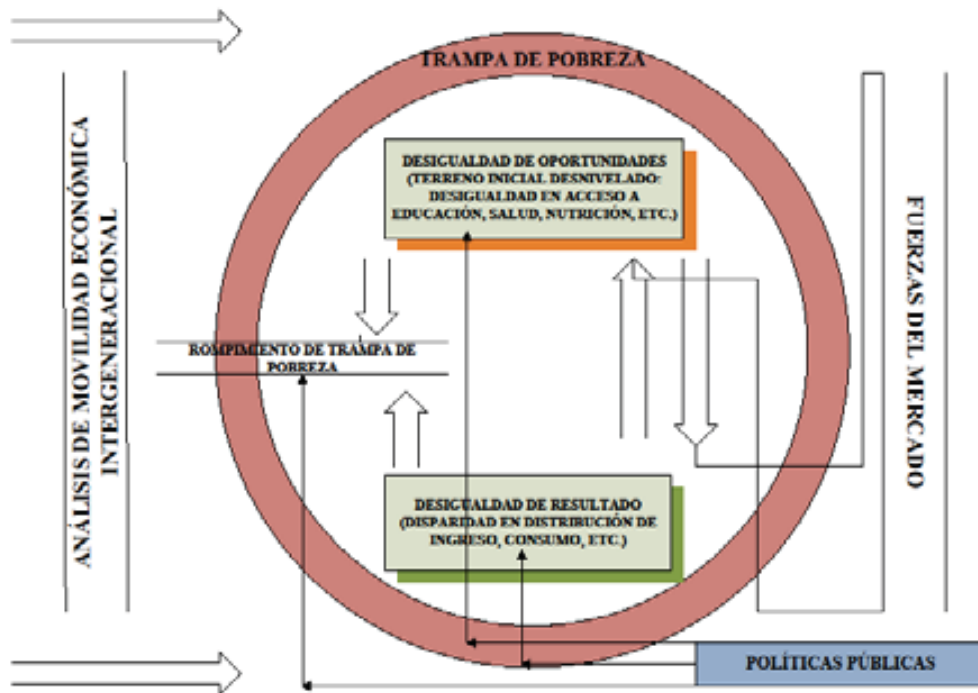 TRAMPA DE POBREZA
DESIGUALDAD DE OPORTUNIDADES
(TERRENO INICIAL DESNIVELADO:
DESIGUALDAD EN ACCESO A
EDUCACIÓN, SALUD, NUTRICIÓN, ETC.)
ROMPIMIENTO DE TRAMPA DE
POBREZA
DESIGUALDAD DE RESULTADO
(DISPARIDAD EN DISTRIBUCIÓN DE
INGRESO, CONSUMO, ETC.)
ANÁLISIS DE MOVILIDAD ECONÓMICA
INTERGENERACIONAL
FUERZAS DEL MERCADO
POLÍTICAS PÚBLICAS